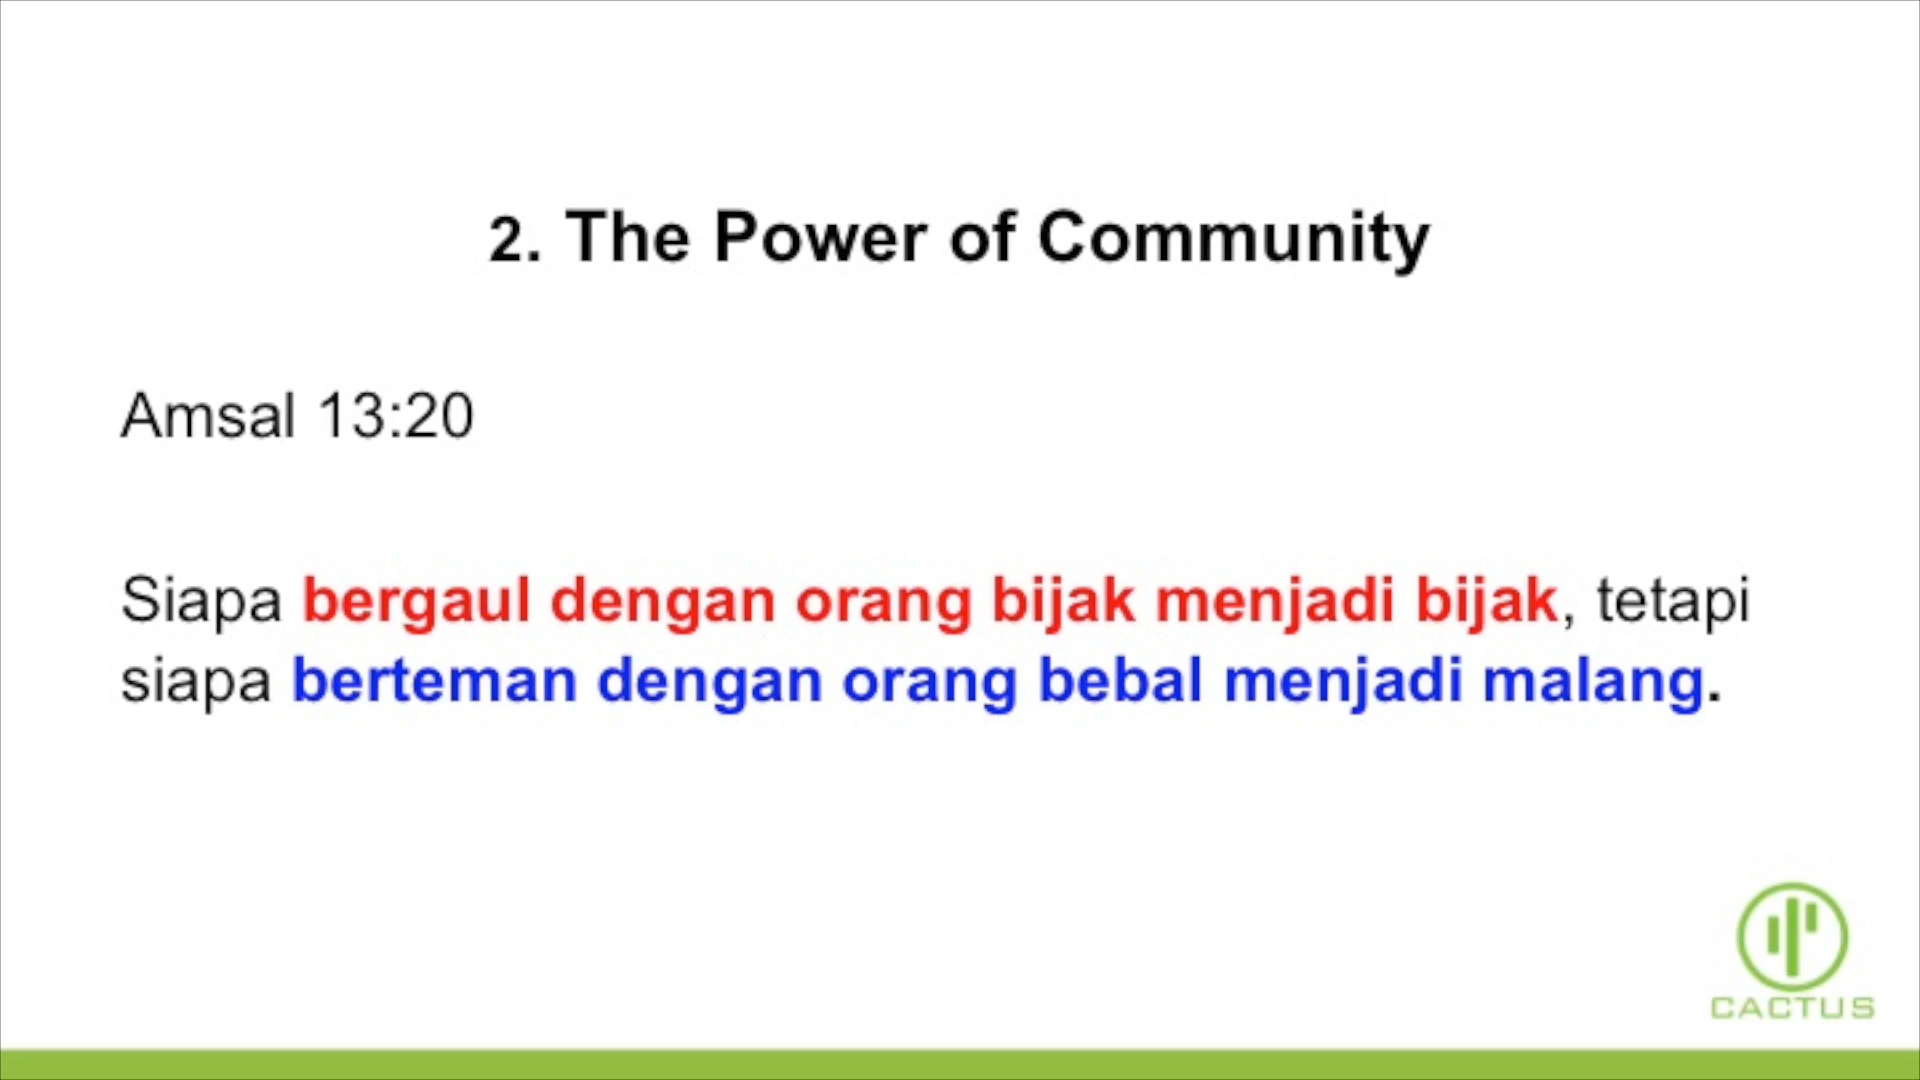 2. The Power of Community
Amsal 13:20
Siapa bergaul dengan orang bijak menjadi bijak, tetapi
siapa berteman dengan orang bebal menjadi malang.
CACTUS